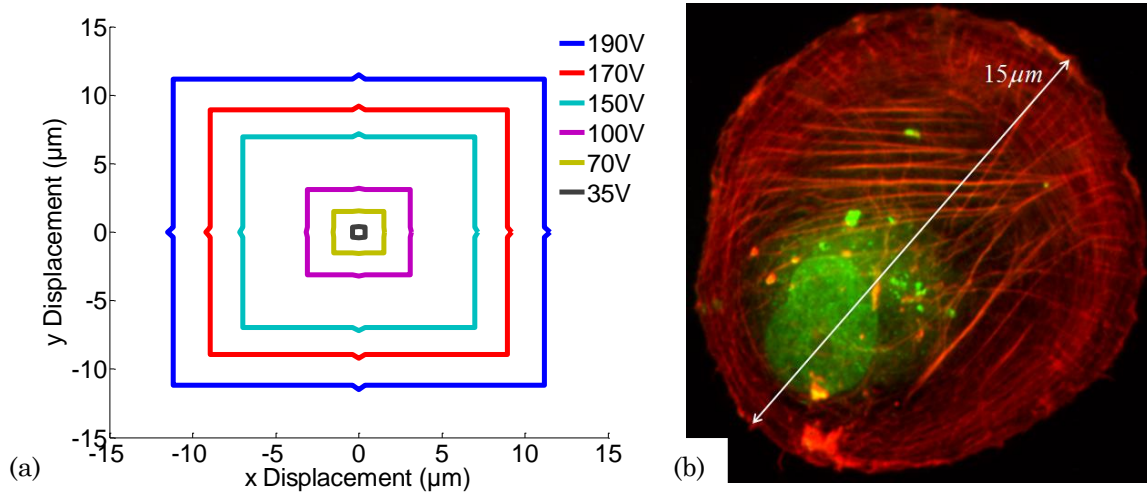 15
10
5
0
-5
-10
-15
-15
-10
-5
0
5
10
15
y Displacement (µm)
x Displacement (µm)
190V
170V
150V
100V
70V
35V
(a)
15µm
(b)